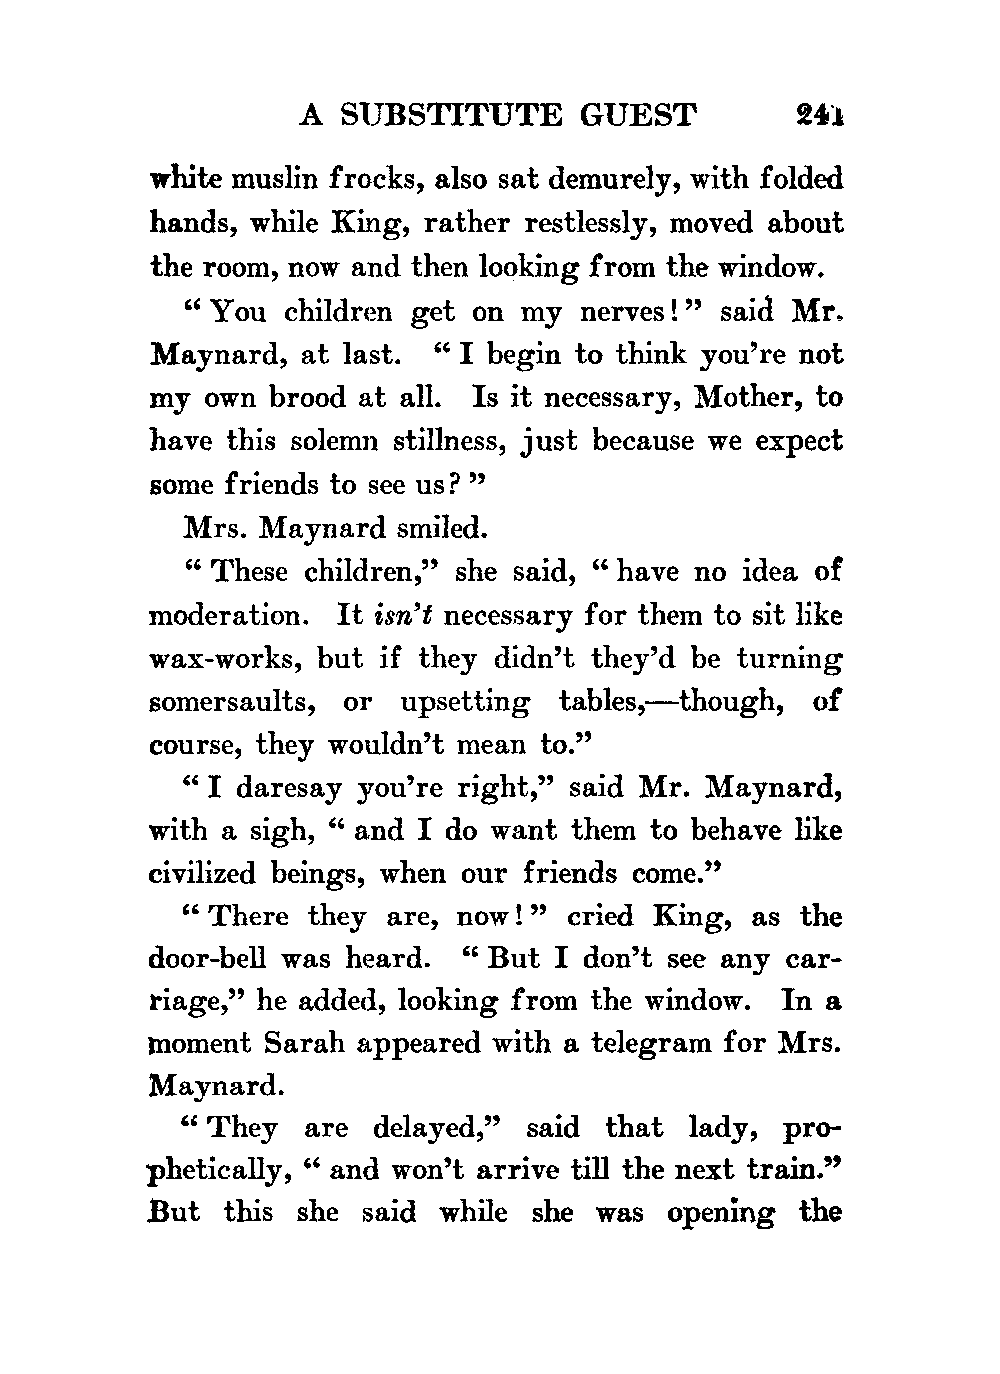 A SUBSTITUTE GUEST 241
white muslin frocks, also sat demurely, with folded
hands, while King, rather restlessly, moved about
the room, now and then looking from the window.
“ You children get on my nerves! ” said Mr.
Maynard, at last. “ I begin to think you’re not
my own brood at all. Is it necessary, Mother, to
have this solemn stillness, just because we expect
some friends to see us? ”
Mrs. Maynard smiled.
“ These children,” she said, “ have no idea of
moderation. It isn’t necessary for them to sit like
wax-works, but if they didn’t they’d be turning
somersaults, or upsetting tables,—though, of
course, they wouldn’t mean to.”
“ I daresay you’re right,” said Mr. Maynard,
with a sigh, “ and I do want them to behave like
civilized beings, when our friends come.”
“ There they are, now! ” cried King, as the
door-bell was heard. “ But I don’t see any car-
riage,” he added, looking from the window. In a
moment Sarah appeared with a telegram for Mrs.
Maynard.
“ They are delayed,” said that lady, pro-
phetically, “ and won’t arrive till the next train.”
But this she said while she was opening the